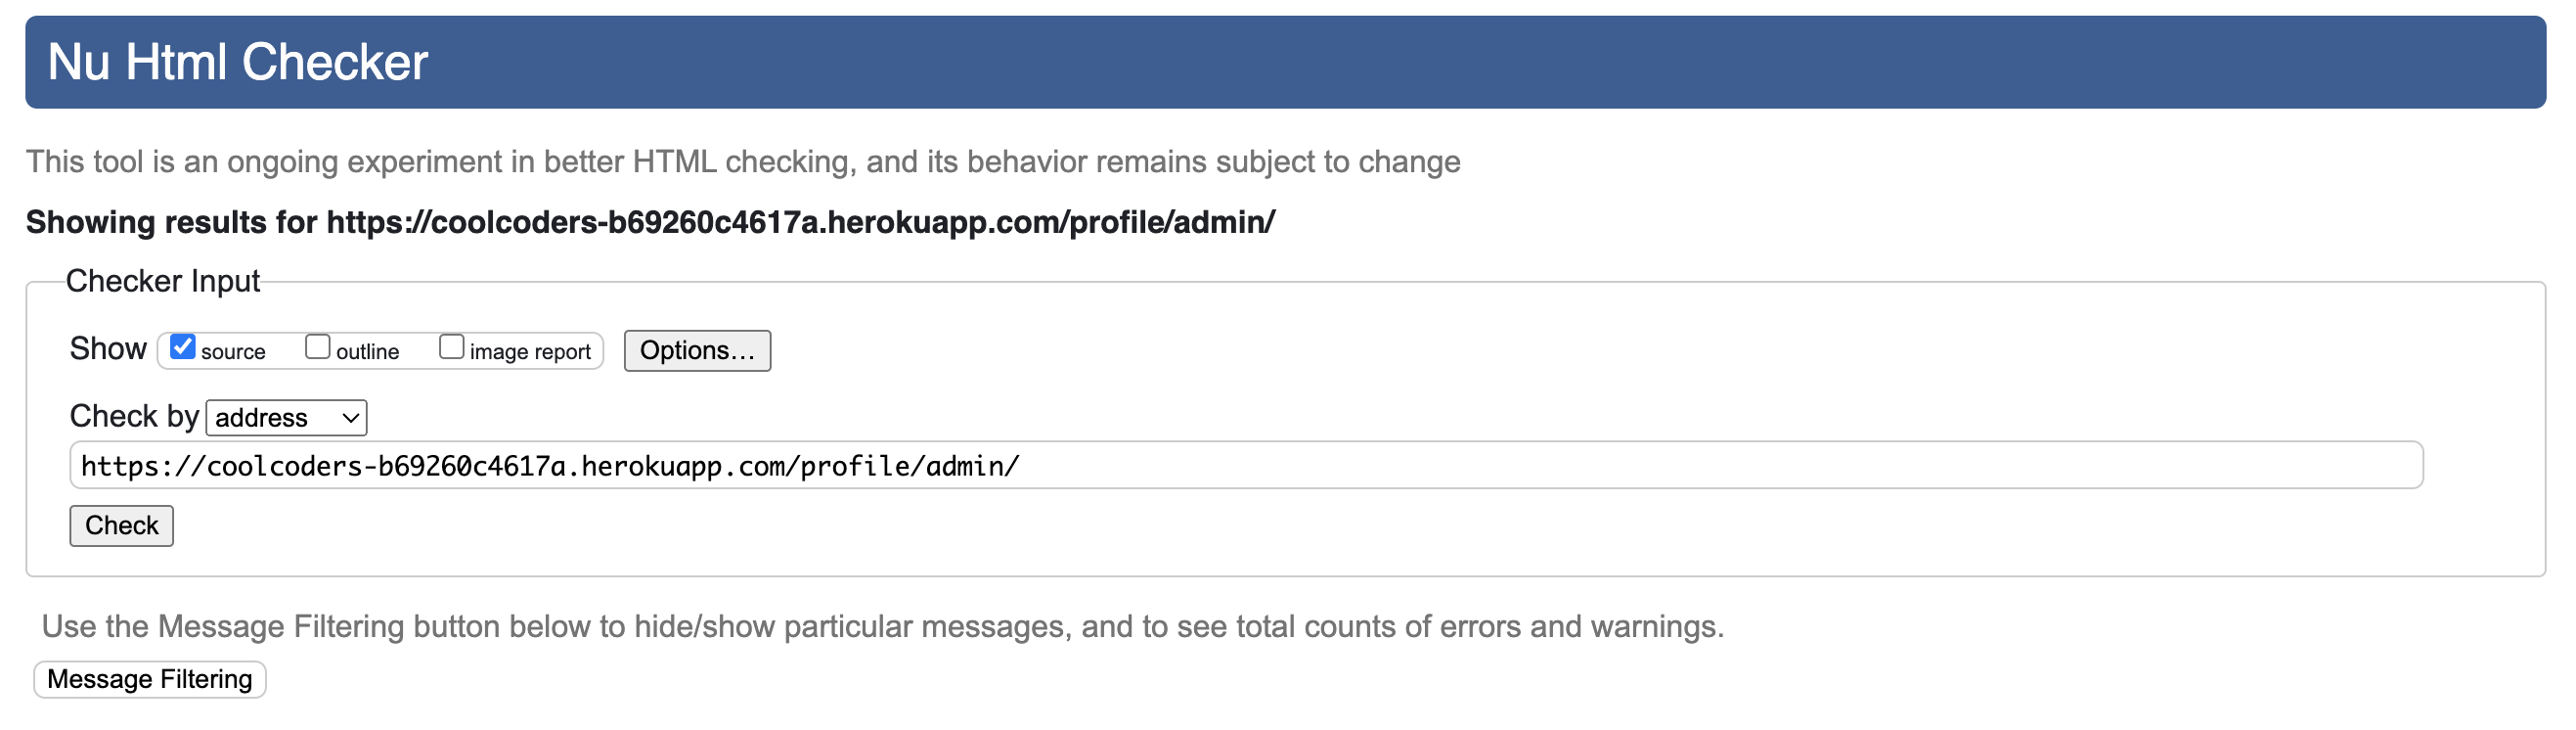 Nu Html Checker
This tool is an ongoing experiment in better HTML checking, and its behavior remains subject to change
Showing results for https://coolcoders-b69260c4617a.herokuapp.com/profile/admin/
Checker Input
Show source outline image report Options...
Check by address
https://coolcoders-b69260c4617a.herokuapp.com/profile/admin/
Check
Use the Message Filtering button below to hide/show particular messages, and to see total counts of errors and warnings.
Message Filtering